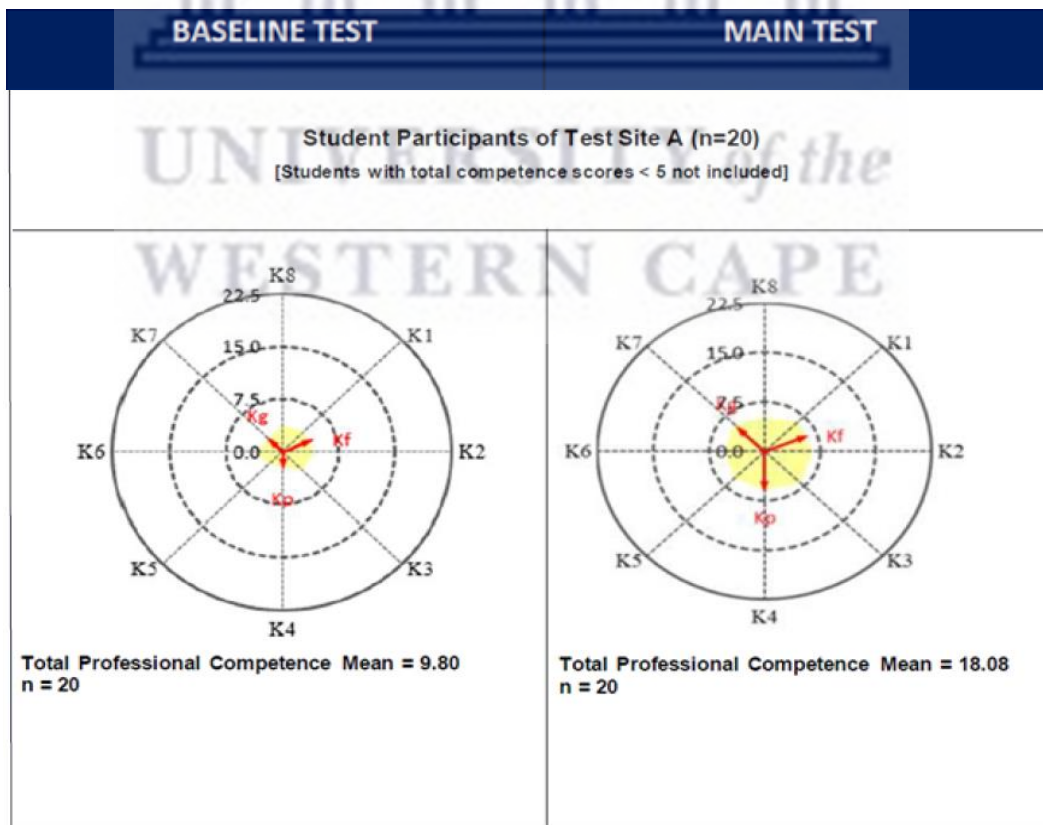 BASELINE TEST
MAIN TEST
UNIVERSITY of the
WESTERN CAPE
Student Participants of Test Site A (n=20)
[Students with total competence scores < 5 not included]
K8
22.5
K7
K1
15.0
7.5
Kg
Kf
K6
0.0
K2
Kp
K5
K3
K4
Total Professional Competence Mean = 9.80
n = 20
K8
22.5
K7
K1
15.0
7.5
Kg
Kf
K6
0.0
K2
Kp
K5
K3
K4
Total Professional Competence Mean = 18.08
n = 20